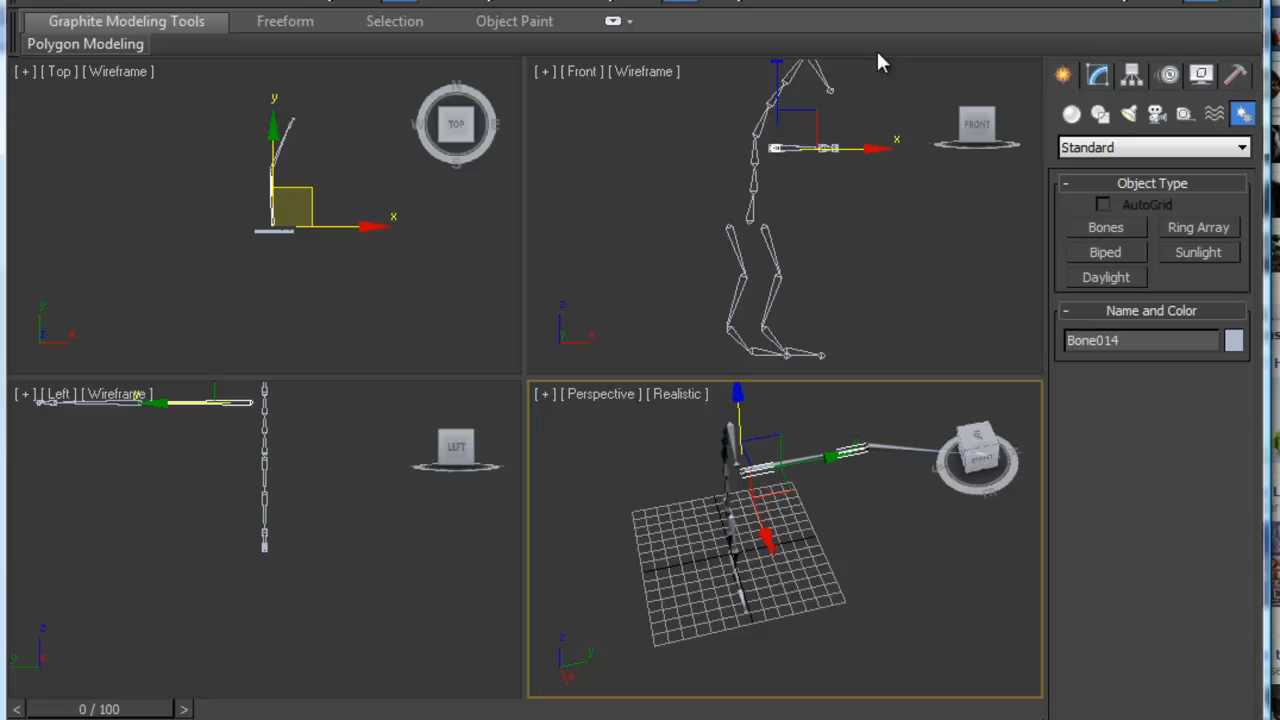 Graphite Modeling Tools Freeform Selection Object Paint
Polygon Modeling
[ + ] [ Top ] [ Wireframe ]
y
x
N
W TOP E
S
y
z x
[ + ] [ Front ] [ Wireframe ]
x
FRONT
z
y x
[ + ] [ Left ] [ Wireframe ]
y
LEFT
z
y x
[ + ] [ Perspective ] [ Realistic ]
RIGHT
z
y
x
Standard
- Object Type
AutoGrid
Bones Ring Array
Biped Sunlight
Daylight
- Name and Color
Bone014
< 0 / 100 >